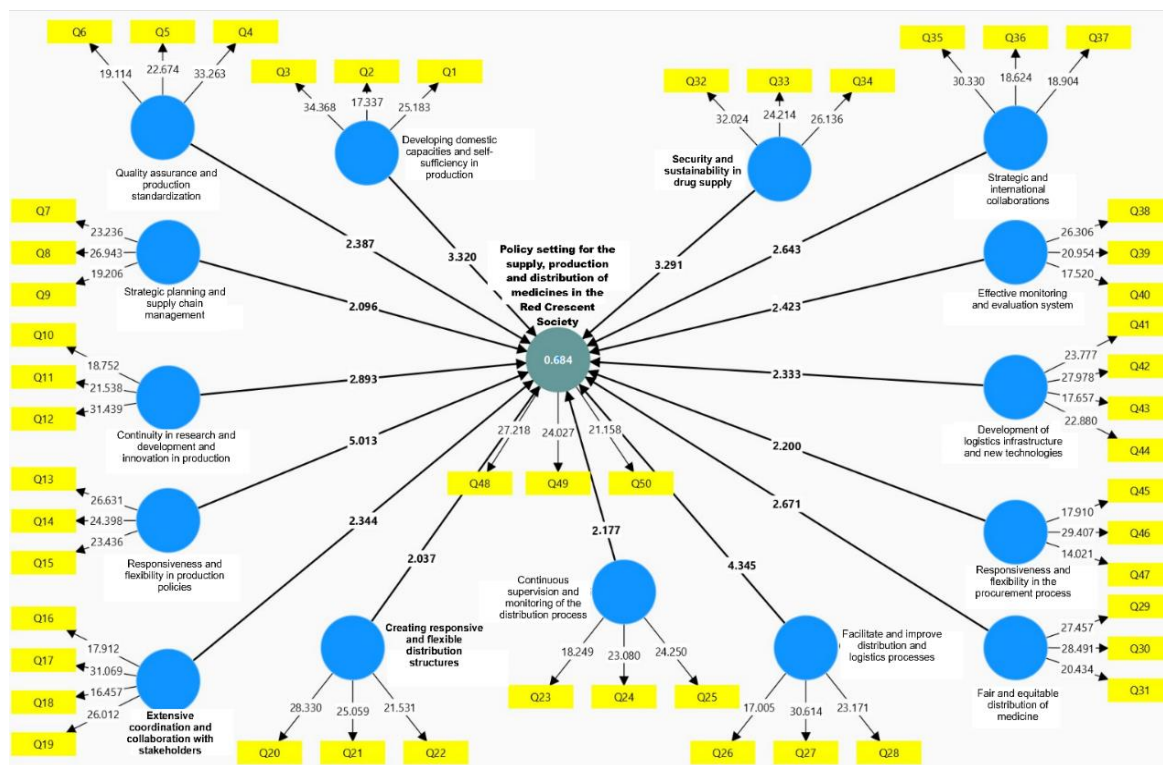 Q6
Q5
Q4
19.114
22.674
33.263
Quality assurance and
production
standardization
Q3
Q2
Q1
34.368
17.337
25.183
Developing domestic
capacities and self-
sufficiency in
production
Q32
Q33
Q34
32.024
24.214
26.136
Security and
sustainability in
drug supply
Q35
Q36
Q37
30.330
18.624
18.904
Strategic and
international
collaborations
Q7
Q8
Q9
23.236
26.943
19.206
Strategic planning and
supply chain
management
Q38
Q39
Q40
26.306
20.954
17.520
Effective monitoring
and evaluation system
2.387
3.320
3.291
2.643
2.096
2.423
Policy setting for the
supply, production
and distribution of
medicines in the
Red Crescent
Society
0.684
Q10
Q11
Q12
18.752
21.538
31.439
Continuity in research and
development and
innovation in production
2.893
2.333
Q41
Q42
Q43
Q44
23.777
27.978
17.657
22.880
Development of
logistics infrastructure
and new technologies
27.218
24.027
21.158
Q48
Q49
Q50
5.013
2.200
Q13
Q14
Q15
26.631
24.398
23.436
Responsiveness and
flexibility in production
policies
Q45
Q46
Q47
17.910
29.407
14.021
Responsiveness and
flexibility in the
procurement process
2.344
2.037
2.177
4.345
2.671
Q16
Q17
Q18
Q19
17.912
31.069
16.457
26.012
Extensive
coordination and
collaboration with
stakeholders
Creating responsive
and flexible
distribution
structures
28.330
25.059
21.531
Q20
Q21
Q22
Continuous
supervision and
monitoring of the
distribution process
18.249
23.080
24.250
Q23
Q24
Q25
Facilitate and improve
distribution and
logistics processes
17.005
30.614
23.171
Q26
Q27
Q28
Q29
Q30
Q31
27.457
28.491
20.434
Fair and equitable
distribution of
medicine